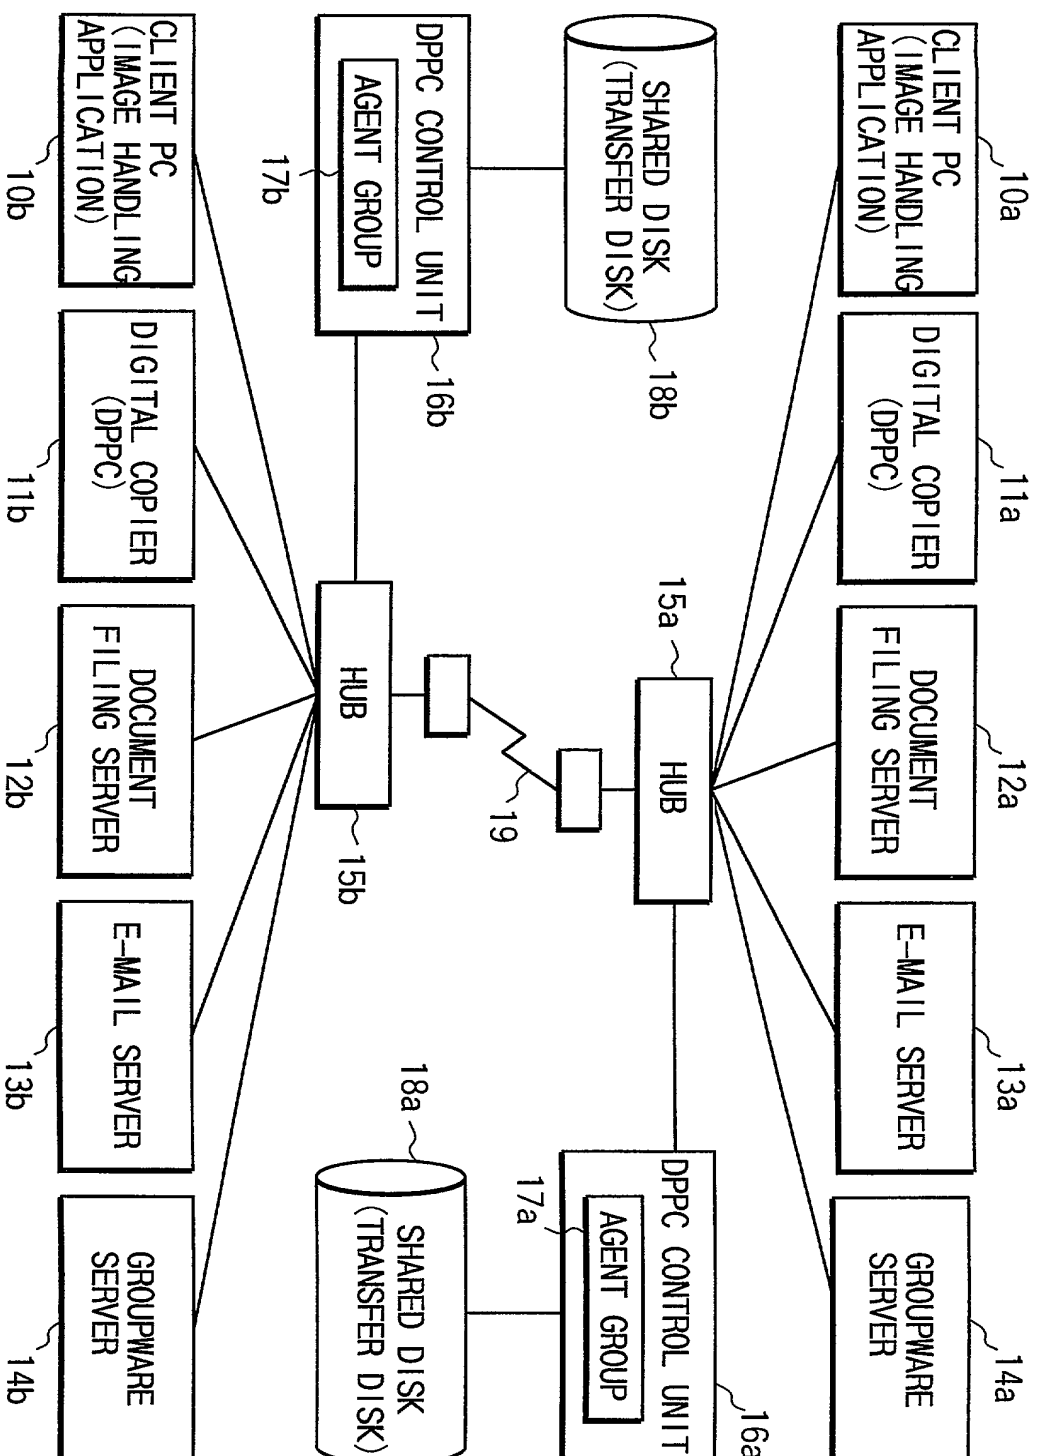 10a
CLIENT PC
(IMAGE HANDLING
APPLICATION)
11a
DIGITAL COPIER
(DPPC)
12a
DOCUMENT
FILING SERVER
13a
E-MAIL SERVER
14a
GROUPWARE
SERVER
15a
HUB
16a
DPPC CONTROL UNIT
17a
AGENT GROUP
18a
SHARED DISK
(TRANSFER DISK)
19
18b
SHARED DISK
(TRANSFER DISK)
16b
DPPC CONTROL UNIT
17b
AGENT GROUP
HUB
15b
CLIENT PC
(IMAGE HANDLING
APPLICATION)
10b
DIGITAL COPIER
(DPPC)
11b
DOCUMENT
FILING SERVER
12b
E-MAIL SERVER
13b
GROUPWARE
SERVER
14b